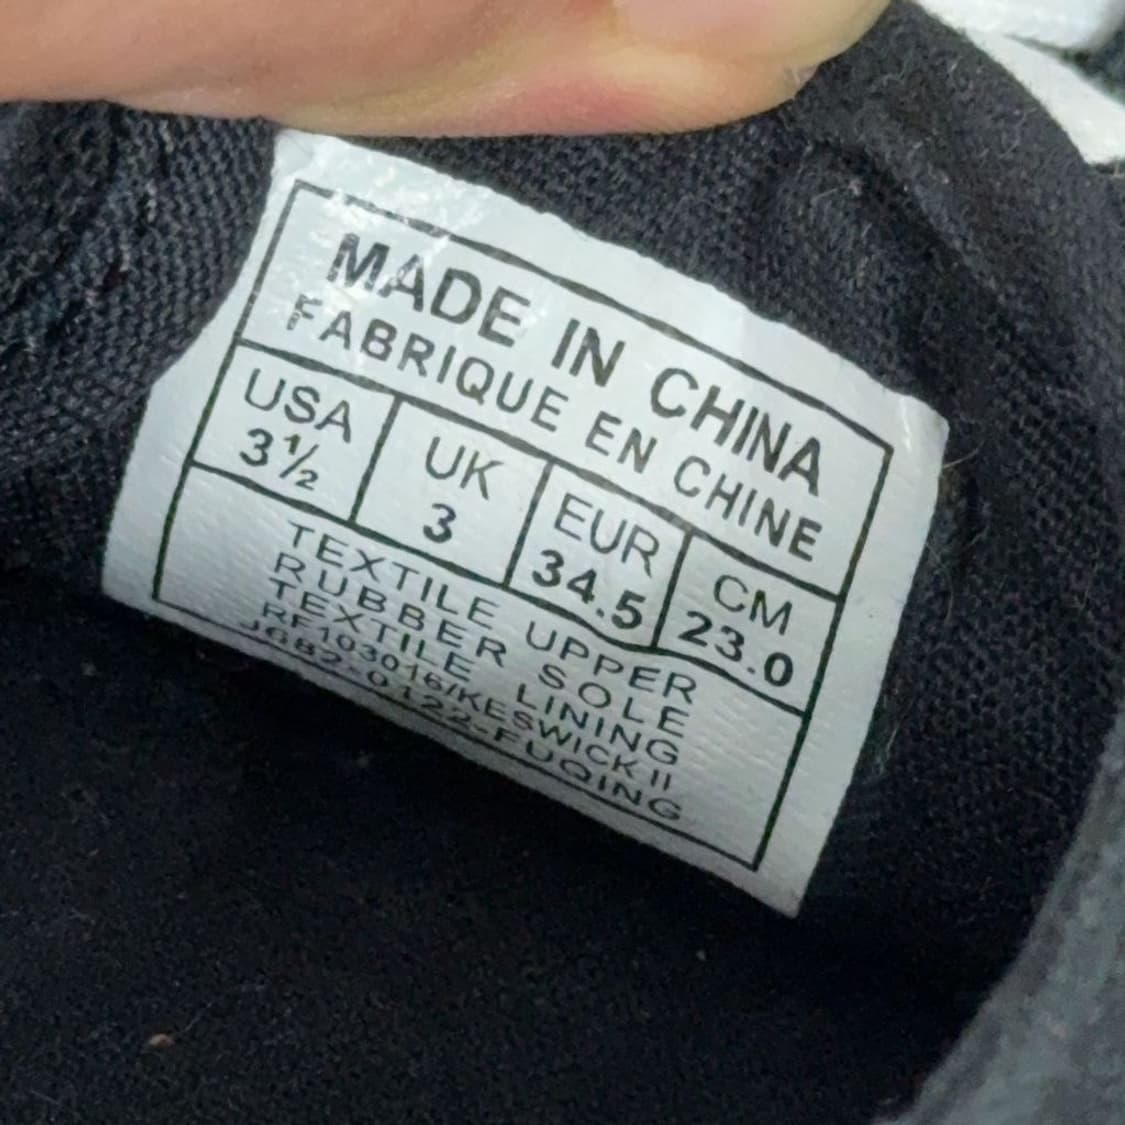 MADE IN CHINA
FABRIQUE EN CHINE
USA UK EUR CM
3½ 3 34.5 23.0
TEXTILE UPPER
RUBBER SOLE
TEXTILE LINING
RF103016/KESWICK II
JG82-0122-FUQING